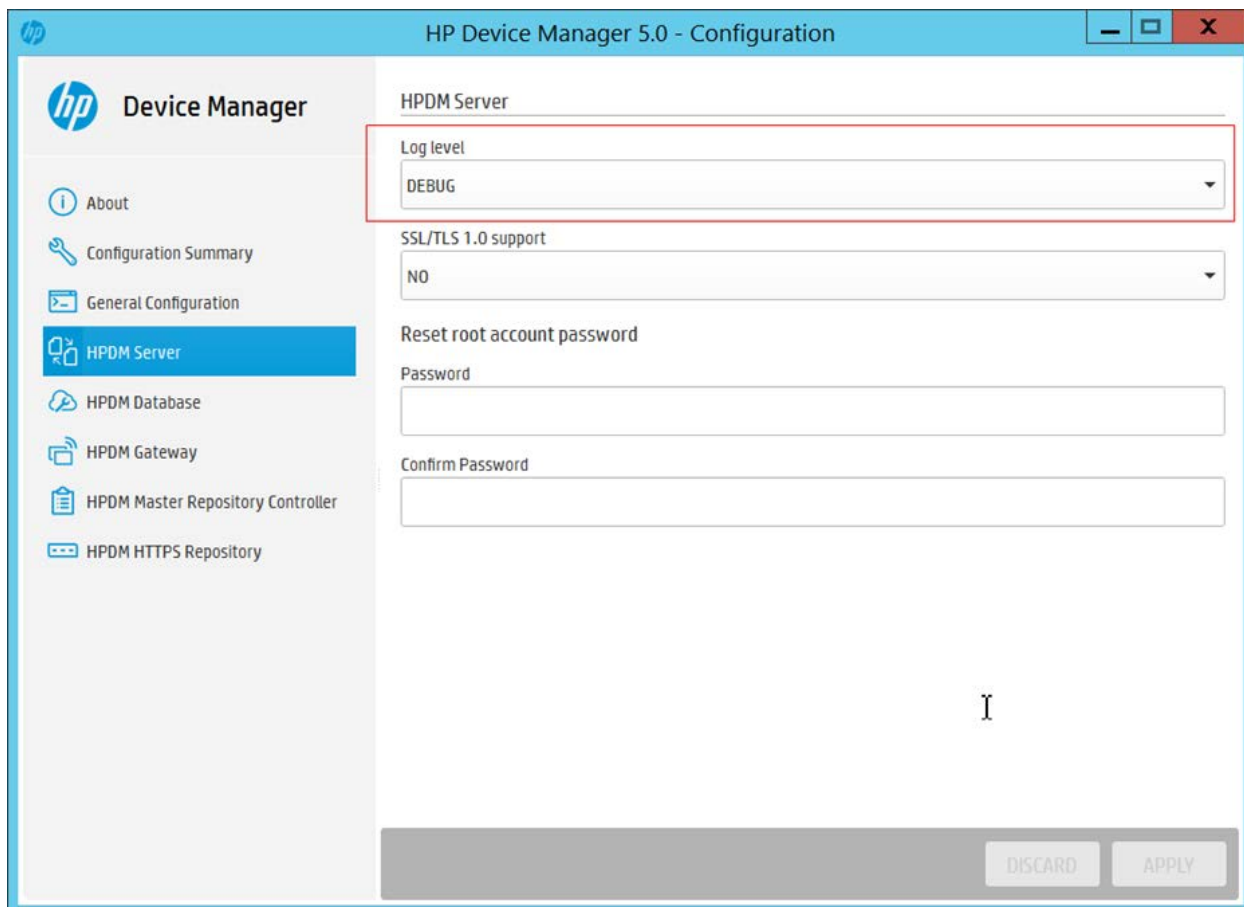 HP Device Manager 5.0 - Configuration
hp
Device Manager
About
Configuration Summary
General Configuration
HPDM Server
HPDM Database
HPDM Gateway
HPDM Master Repository Controller
HPDM HTTPS Repository
HPDM Server
Log level
DEBUG
SSL/TLS 1.0 support
NO
Reset root account password
Password
Confirm Password
DISCARD
APPLY